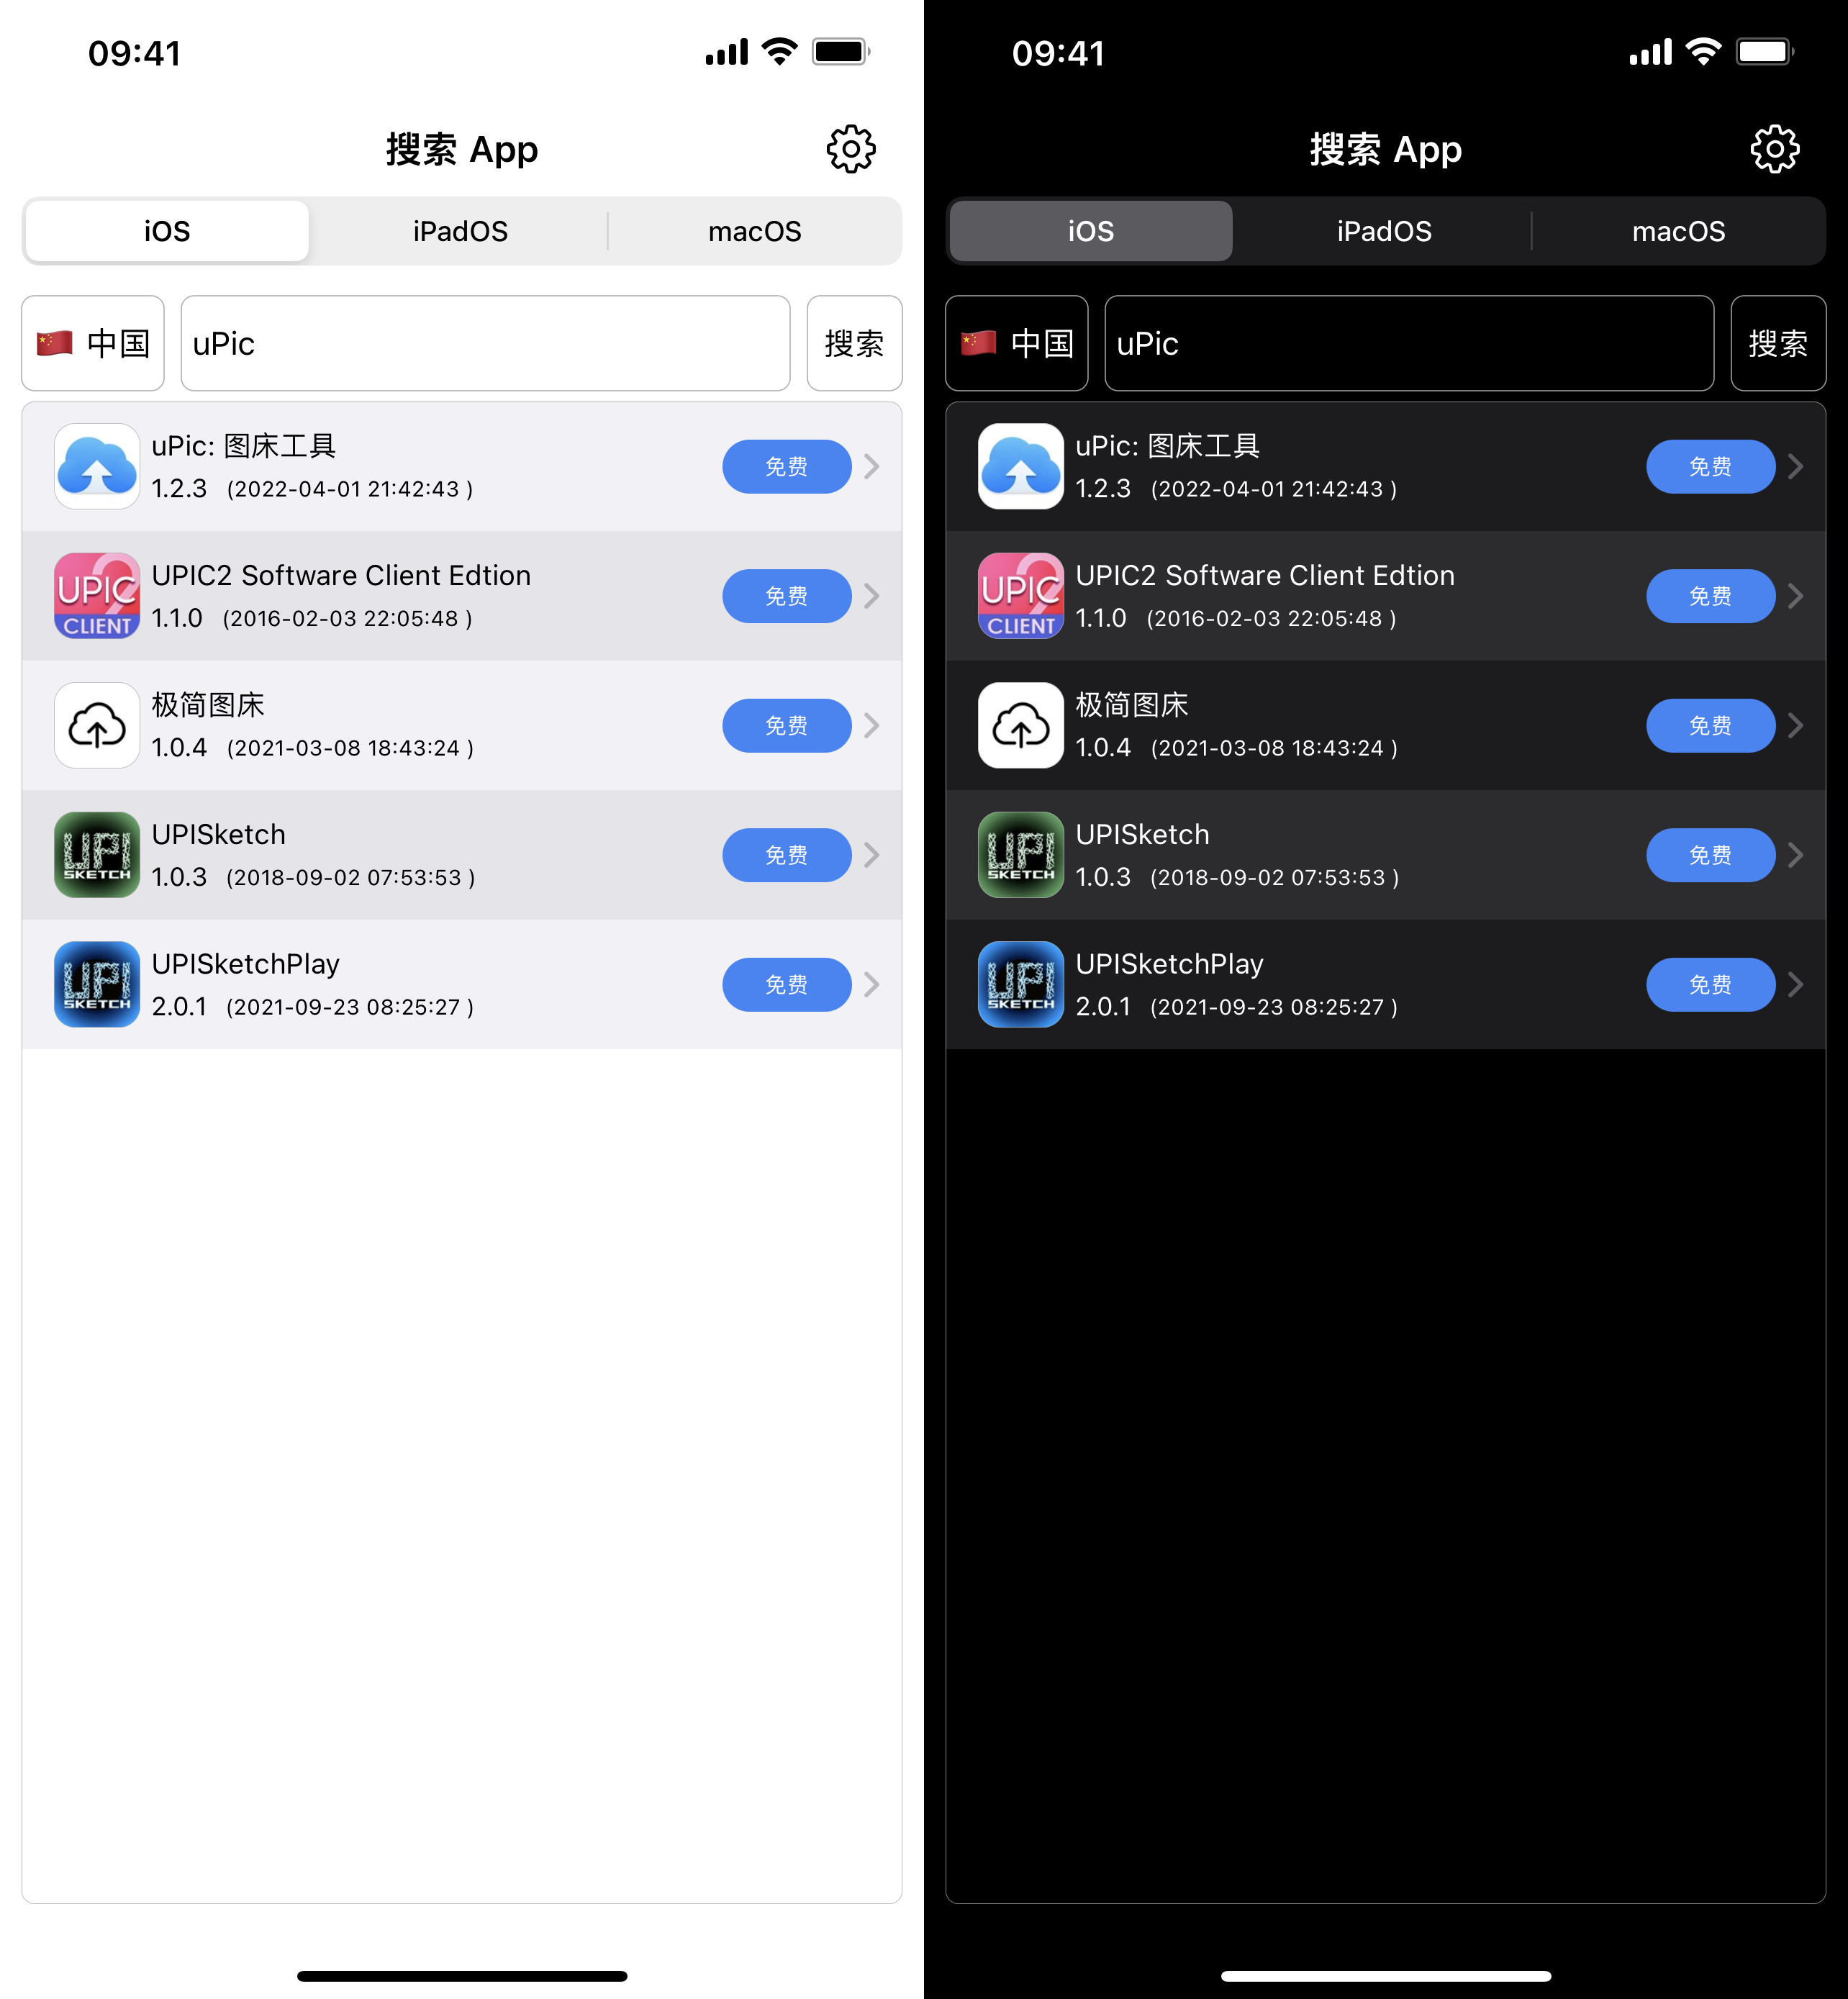 09:41
搜索 App
iOS iPadOS macOS
中国 uPic 搜索
uPic: 图床工具
1.2.3 (2022-04-01 21:42:43 )
免费
UPIC2 Software Client Edtion
1.1.0 (2016-02-03 22:05:48 )
免费
UPIC
CLIENT
极简图床
1.0.4 (2021-03-08 18:43:24 )
免费
UPISketch
1.0.3 (2018-09-02 07:53:53 )
免费
UPI
SKETCH
UPISketchPlay
2.0.1 (2021-09-23 08:25:27 )
免费
UPI
SKETCH
09:41
搜索 App
iOS iPadOS macOS
中国 uPic 搜索
uPic: 图床工具
1.2.3 (2022-04-01 21:42:43 )
免费
UPIC2 Software Client Edtion
1.1.0 (2016-02-03 22:05:48 )
免费
UPIC
CLIENT
极简图床
1.0.4 (2021-03-08 18:43:24 )
免费
UPISketch
1.0.3 (2018-09-02 07:53:53 )
免费
UPI
SKETCH
UPISketchPlay
2.0.1 (2021-09-23 08:25:27 )
免费
UPI
SKETCH